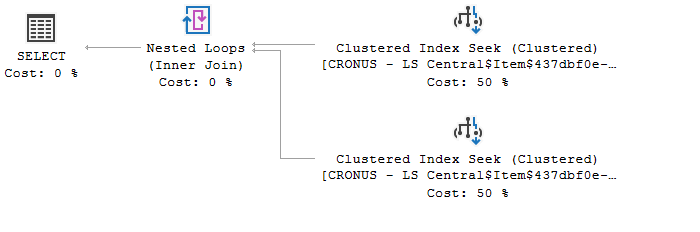 SELECT
Cost: 0 %
Nested Loops
(Inner Join)
Cost: 0 %
Clustered Index Seek (Clustered)
[CRONUS - LS Central$Item$437dbf0e-…
Cost: 50 %
Clustered Index Seek (Clustered)
[CRONUS - LS Central$Item$437dbf0e-…
Cost: 50 %